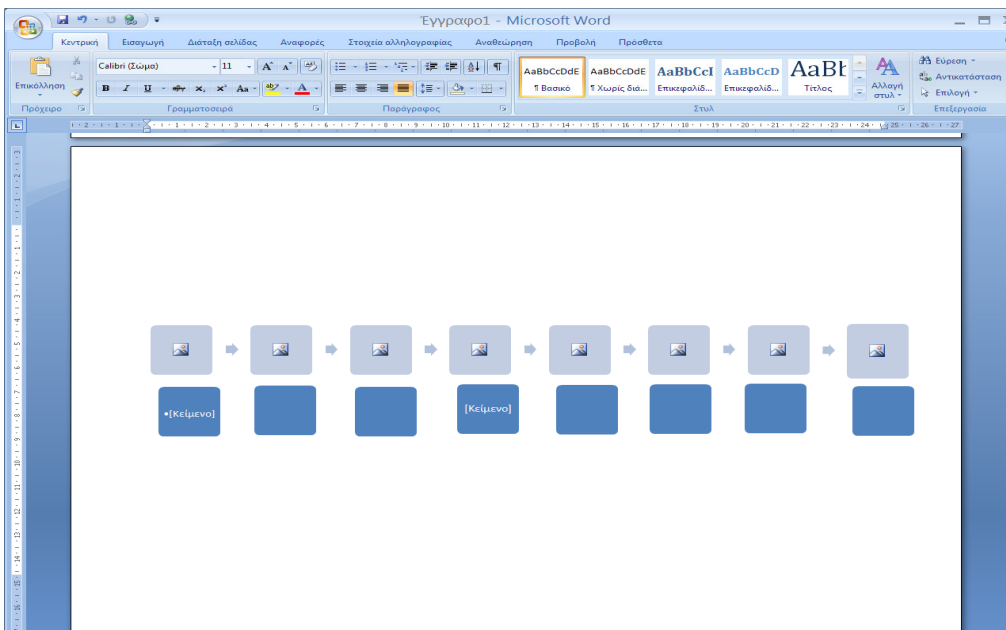 Έγγραφο1 - Microsoft Word
Κεντρική Εισαγωγή Διάταξη σελίδας Αναφορές Στοιχεία αλληλογραφίας Αναθεώρηση Προβολή Πρόσθετα
Επικόλληση
Calibri (Σώμα) 11
AaBbCcDdE AaBbCcDdE AaBbCcI AaBbCcD AaBb
¶ Βασικό ¶ Χωρίς διά... Επικεφαλίδ... Επικεφαλίδ... Τίτλος
Αλλαγή στυλ
Εύρεση
Αντικατάσταση
Επιλογή
Πρόχειρο Γραμματοσειρά Παράγραφος Στυλ Επεξεργασία
•[Κείμενο]
[Κείμενο]